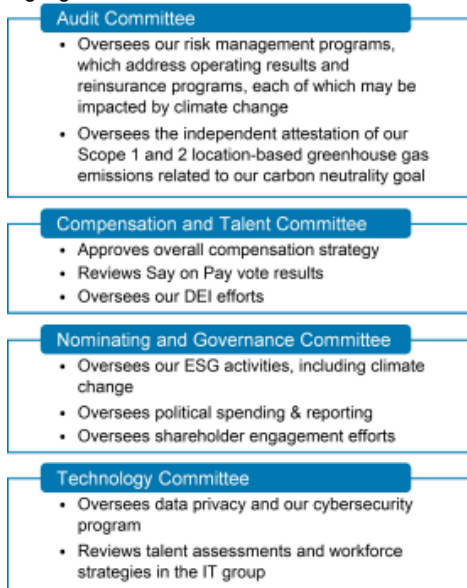 Audit Committee
• Oversees our risk management programs,
which address operating results and
reinsurance programs, each of which may be
impacted by climate change
• Oversees the independent attestation of our
Scope 1 and 2 location-based greenhouse gas
emissions related to our carbon neutrality goal
Compensation and Talent Committee
• Approves overall compensation strategy
• Reviews Say on Pay vote results
• Oversees our DEI efforts
Nominating and Governance Committee
• Oversees our ESG activities, including climate
change
• Oversees political spending & reporting
• Oversees shareholder engagement efforts
Technology Committee
• Oversees data privacy and our cybersecurity
program
• Reviews talent assessments and workforce
strategies in the IT group